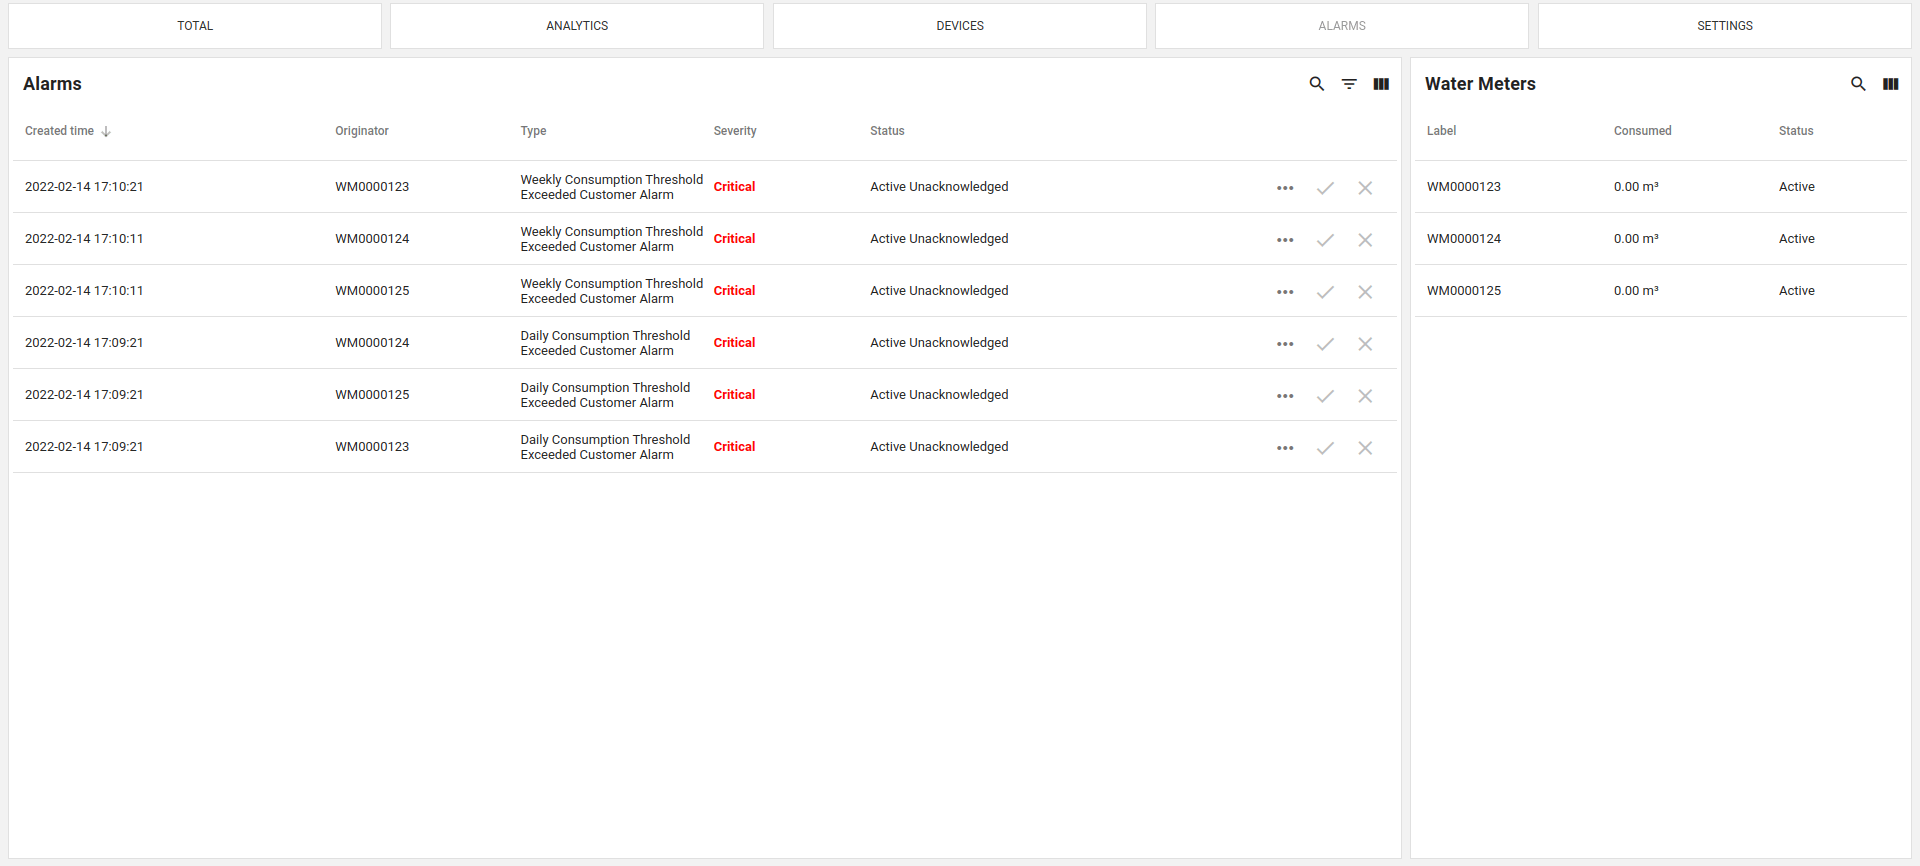 TOTAL
ANALYTICS
DEVICES
ALARMS
SETTINGS
Alarms
Created time
Originator
Type
Severity
Status
2022-02-14 17:10:21
WM0000123
Weekly Consumption Threshold
Exceeded Customer Alarm
Critical
Active Unacknowledged
2022-02-14 17:10:11
WM0000124
Weekly Consumption Threshold
Exceeded Customer Alarm
Critical
Active Unacknowledged
2022-02-14 17:10:11
WM0000125
Weekly Consumption Threshold
Exceeded Customer Alarm
Critical
Active Unacknowledged
2022-02-14 17:09:21
WM0000124
Daily Consumption Threshold
Exceeded Customer Alarm
Critical
Active Unacknowledged
2022-02-14 17:09:21
WM0000125
Daily Consumption Threshold
Exceeded Customer Alarm
Critical
Active Unacknowledged
2022-02-14 17:09:21
WM0000123
Daily Consumption Threshold
Exceeded Customer Alarm
Critical
Active Unacknowledged
Water Meters
Label
Consumed
Status
WM0000123
0.00 m³
Active
WM0000124
0.00 m³
Active
WM0000125
0.00 m³
Active